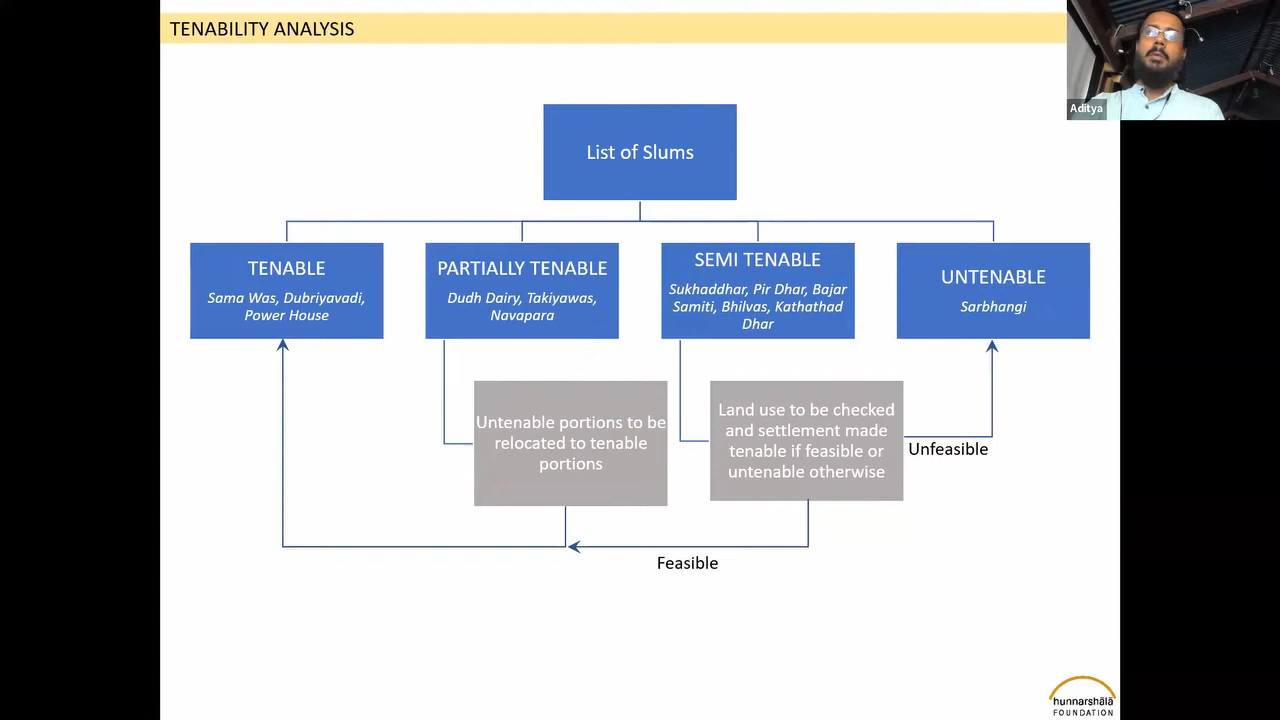 TENABILITY ANALYSIS
Aditya
List of Slums
TENABLE
Sama Was, Dubriyavadi,
Power House
PARTIALLY TENABLE
Dudh Dairy, Takiyawas,
Navapara
SEMI TENABLE
Sukhaddhar, Pir Dhar, Bajar
Samiti, Bhilvas, Kathathad
Dhar
UNTENABLE
Sarbhangi
Untenable portions to be
relocated to tenable
portions
Land use to be checked
and settlement made
tenable if feasible or
untenable otherwise
Unfeasible
Feasible
hunnarshālā
FOUNDATION